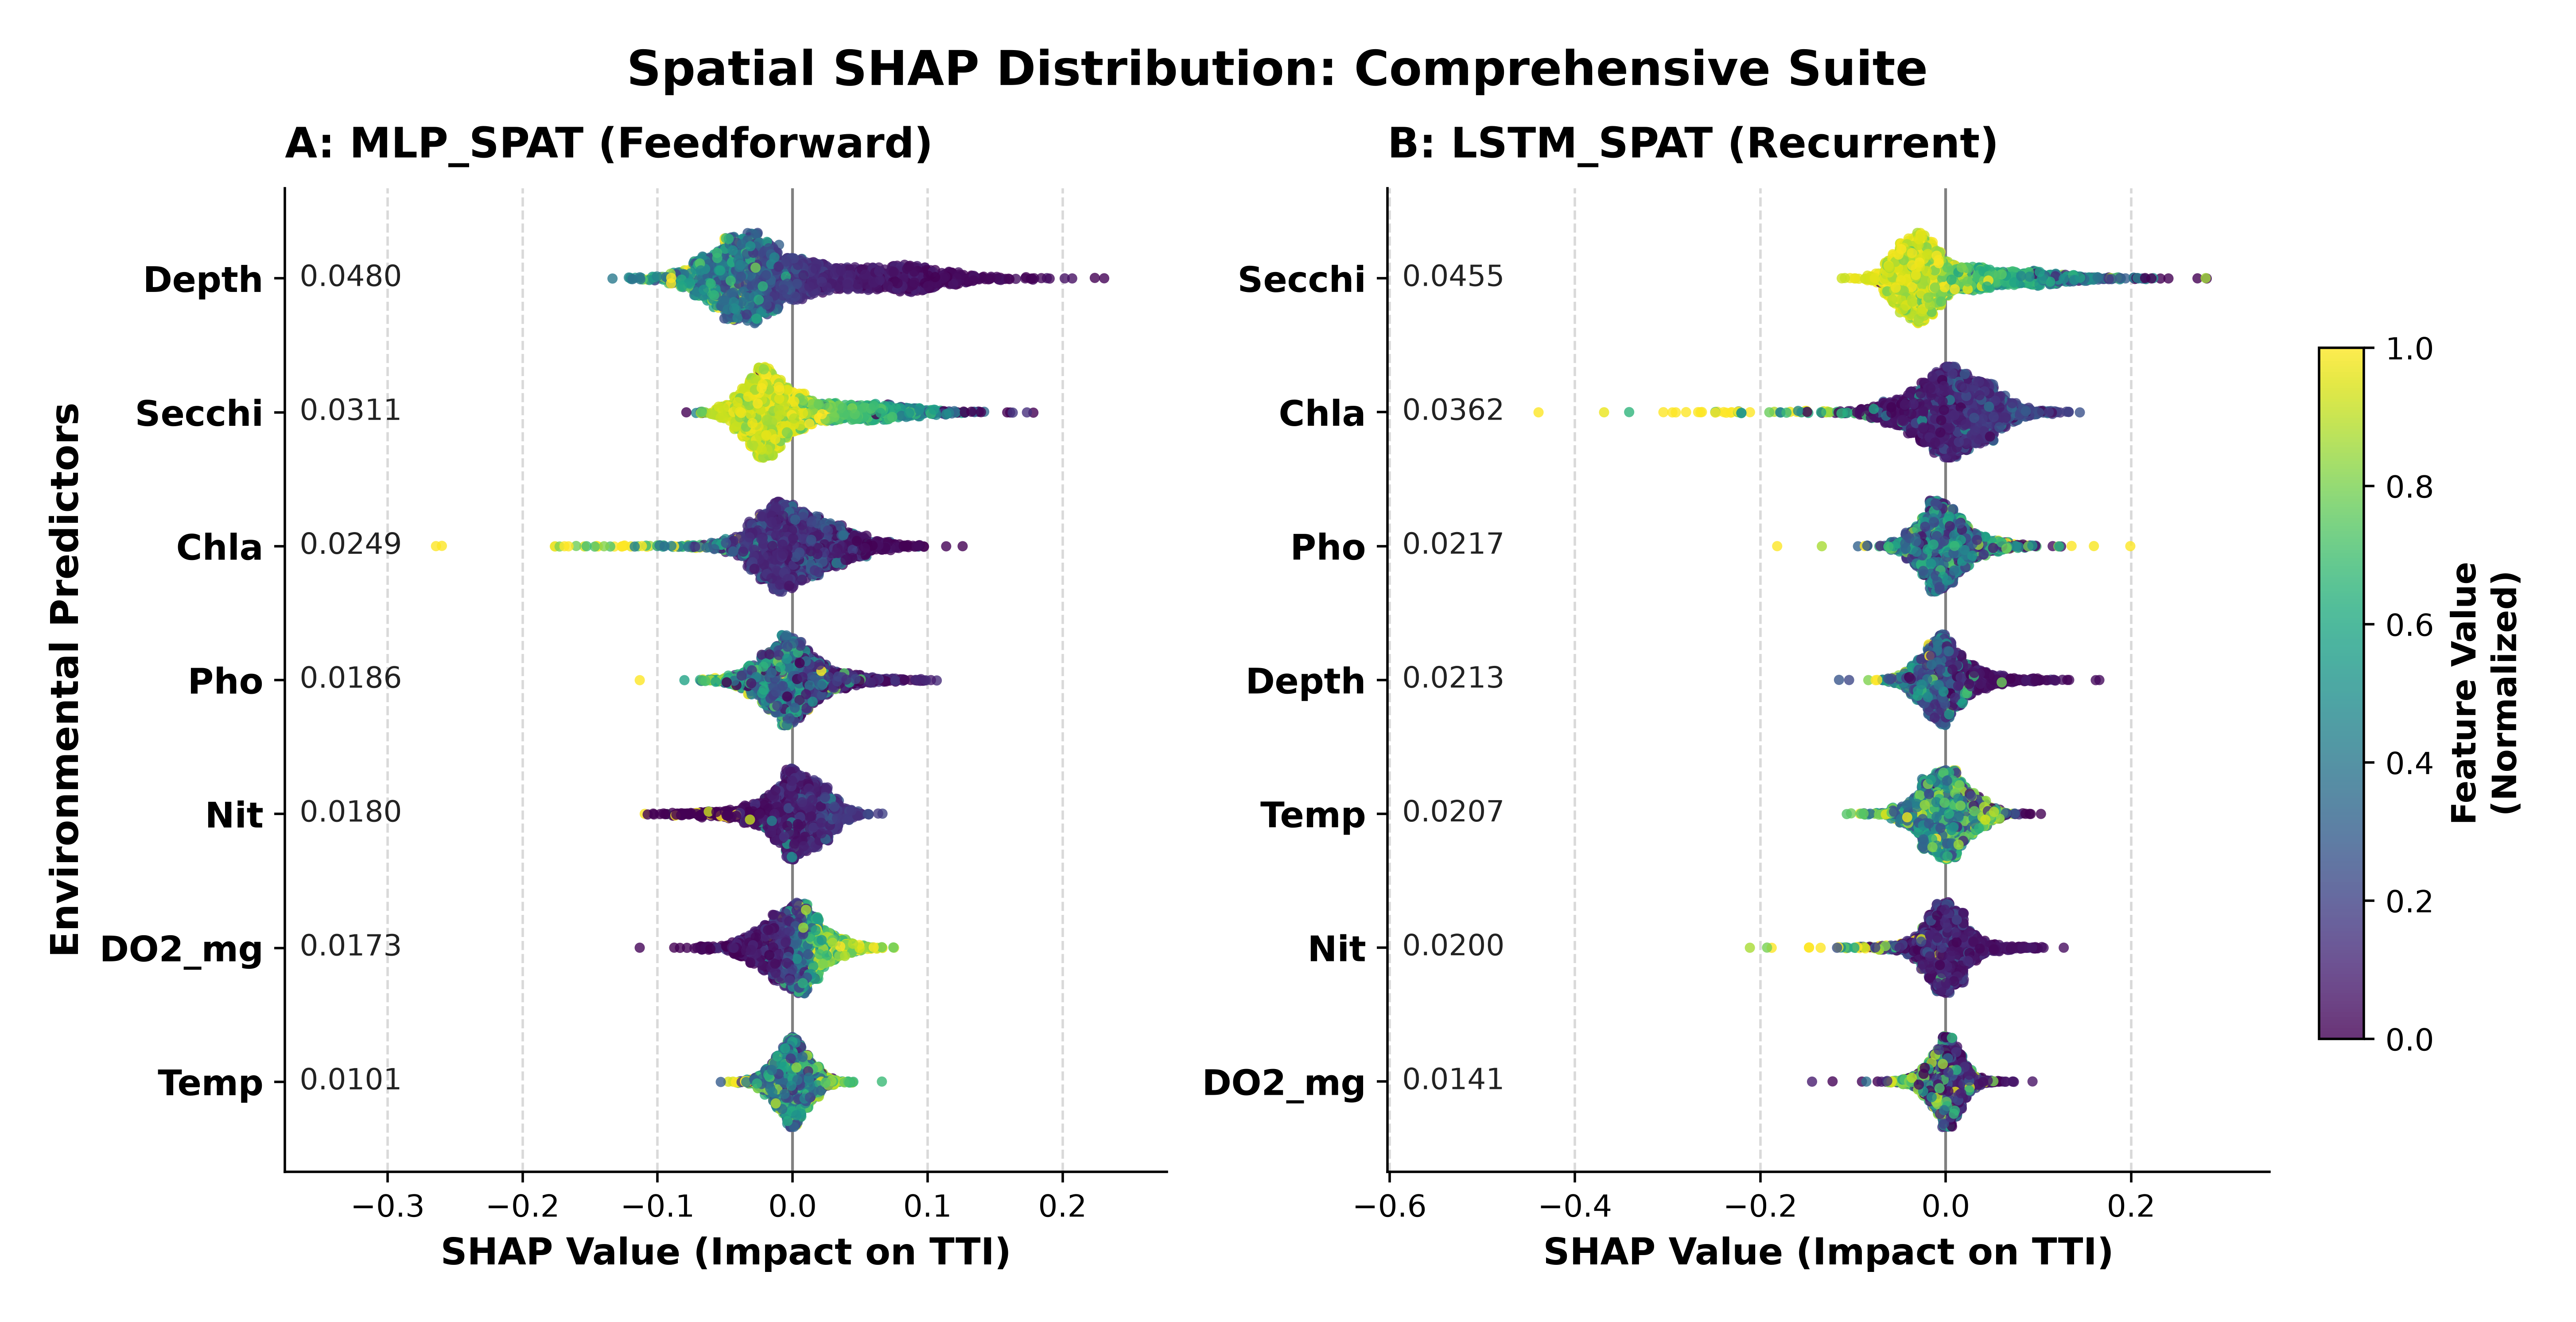 Spatial SHAP Distribution: Comprehensive Suite
A: MLP_SPAT (Feedforward)
Environmental Predictors
Depth 0.0480
Secchi 0.0311
Chla 0.0249
Pho 0.0186
Nit 0.0180
DO2_mg 0.0173
Temp 0.0101
−0.3 −0.2 −0.1 0.0 0.1 0.2
SHAP Value (Impact on TTI)
B: LSTM_SPAT (Recurrent)
Secchi 0.0455
Chla 0.0362
Pho 0.0217
Depth 0.0213
Temp 0.0207
Nit 0.0200
DO2_mg 0.0141
−0.6 −0.4 −0.2 0.0 0.2
SHAP Value (Impact on TTI)
1.0
0.8
0.6
0.4
0.2
0.0
Feature Value
(Normalized)